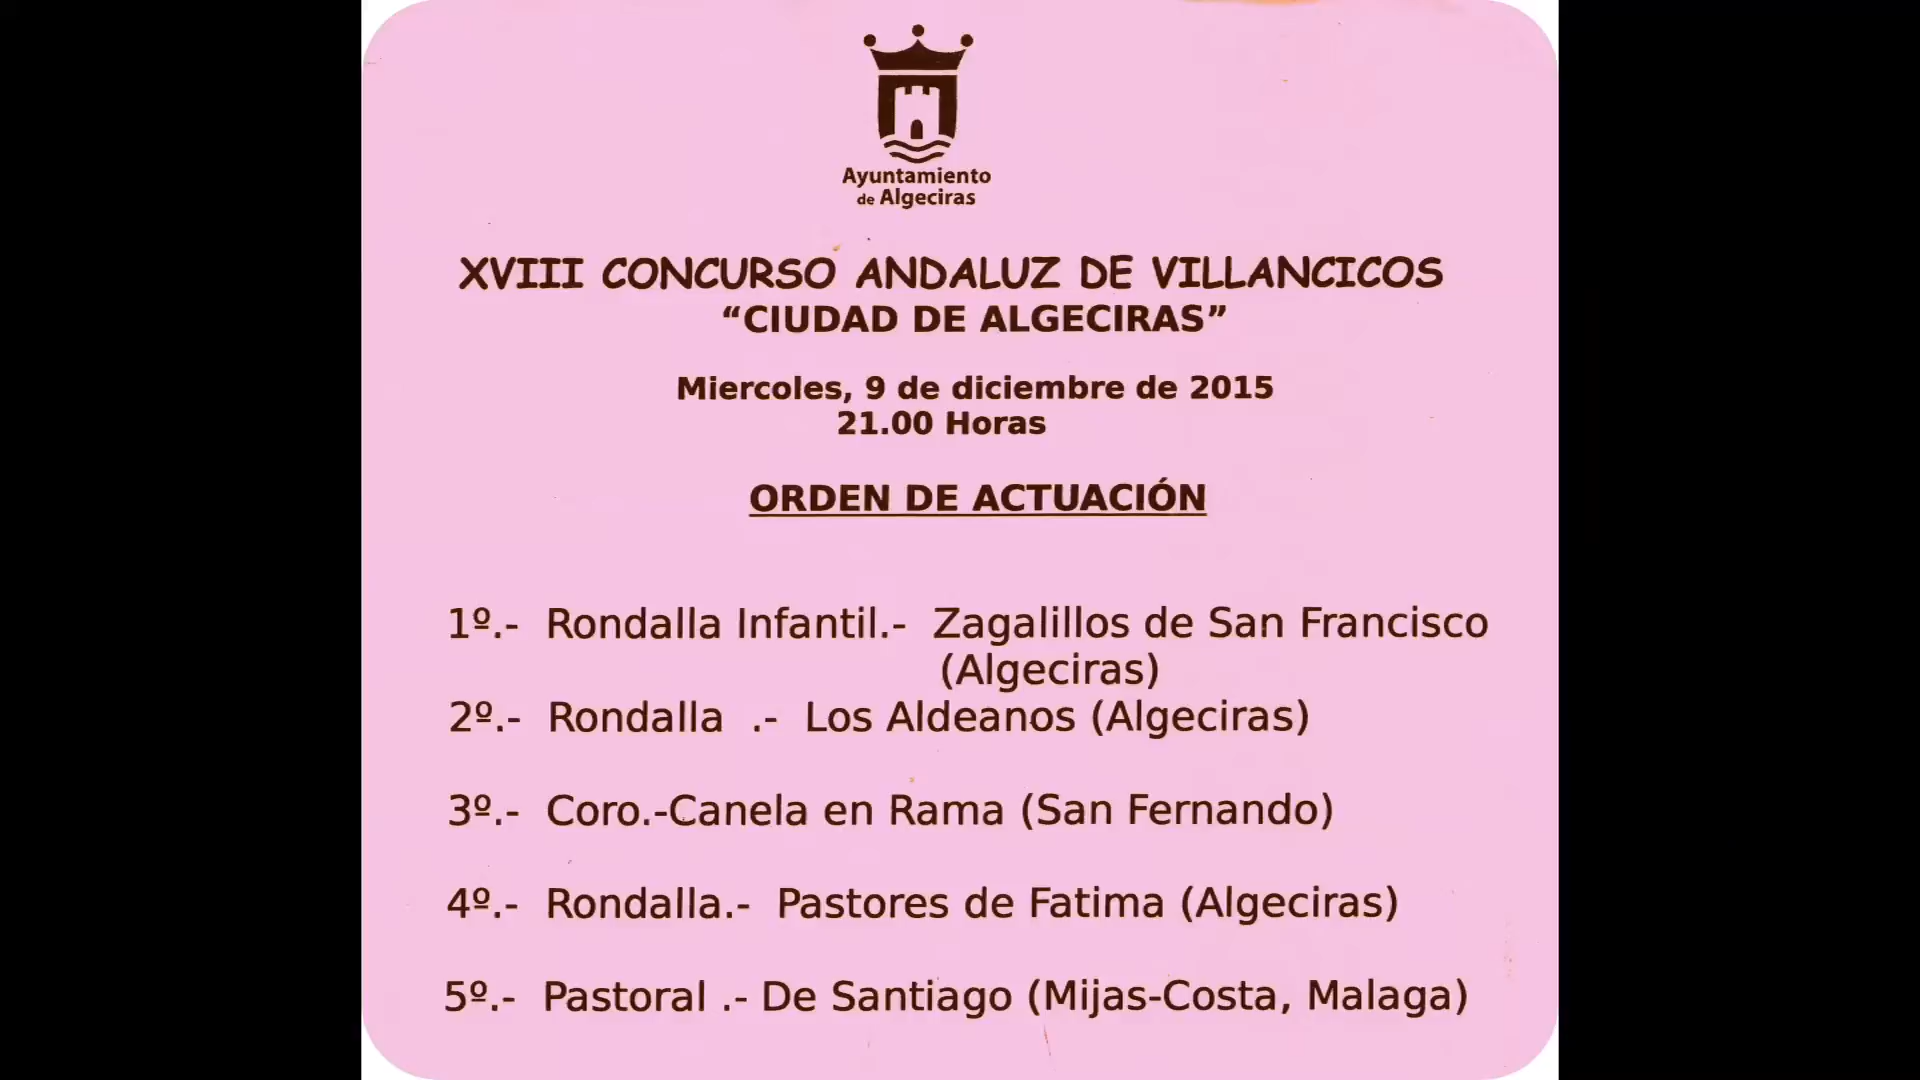 Ayuntamiento
de Algeciras
XVIII CONCURSO ANDALUZ DE VILLANCICOS
“CIUDAD DE ALGECIRAS”
Miercoles, 9 de diciembre de 2015
21.00 Horas
ORDEN DE ACTUACIÓN
1º.- Rondalla Infantil.- Zagalillos de San Francisco
(Algeciras)
2º.- Rondalla .- Los Aldeanos (Algeciras)
3º.- Coro.-Canela en Rama (San Fernando)
4º.- Rondalla.- Pastores de Fatima (Algeciras)
5º.- Pastoral .- De Santiago (Mijas-Costa, Malaga)